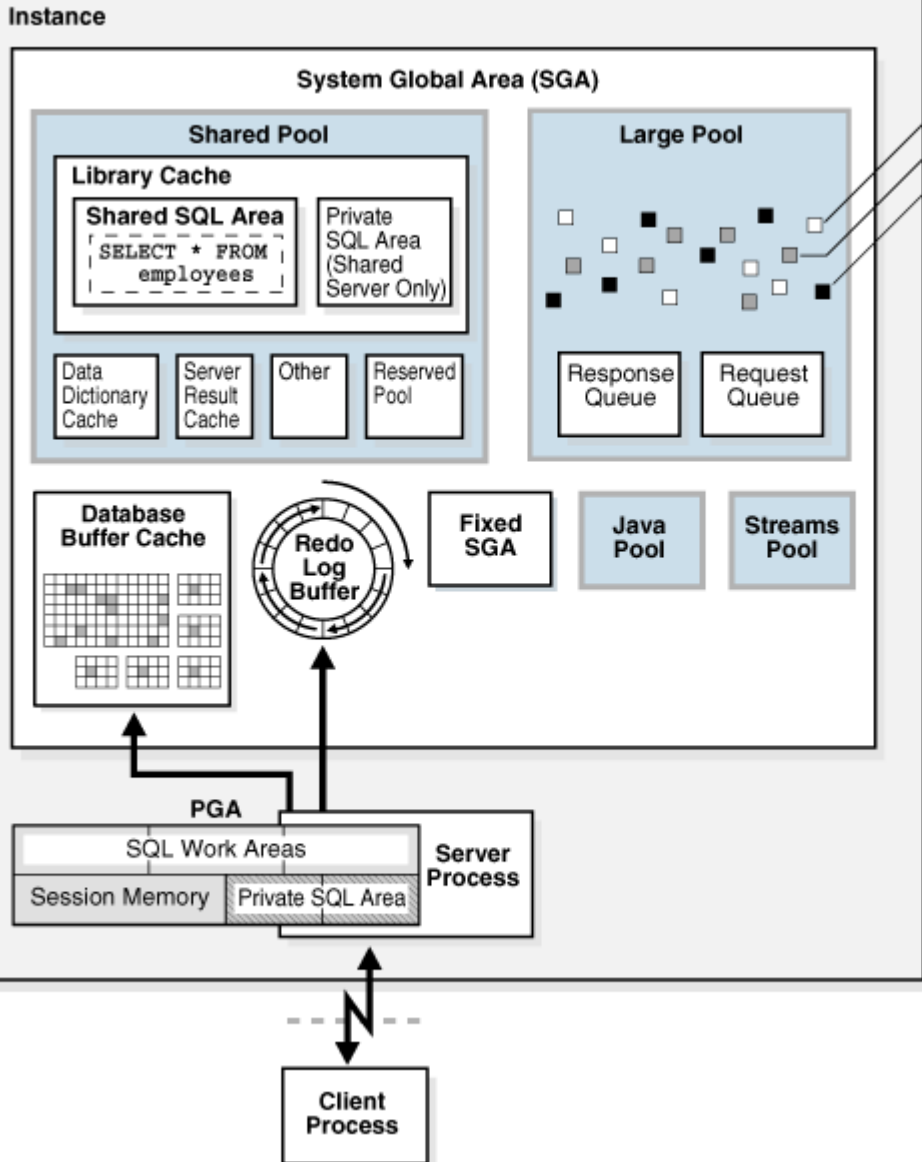 Instance
System Global Area (SGA)
Shared Pool
Library Cache
Shared SQL Area
SELECT * FROM
employees
Private
SQL Area
(Shared
Server Only)
Data
Dictionary
Cache
Server
Result
Cache
Other
Reserved
Pool
Large Pool
Response
Queue
Request
Queue
Database
Buffer Cache
Redo
Log
Buffer
Fixed
SGA
Java
Pool
Streams
Pool
PGA
SQL Work Areas
Session Memory
Private SQL Area
Server
Process
Client
Process